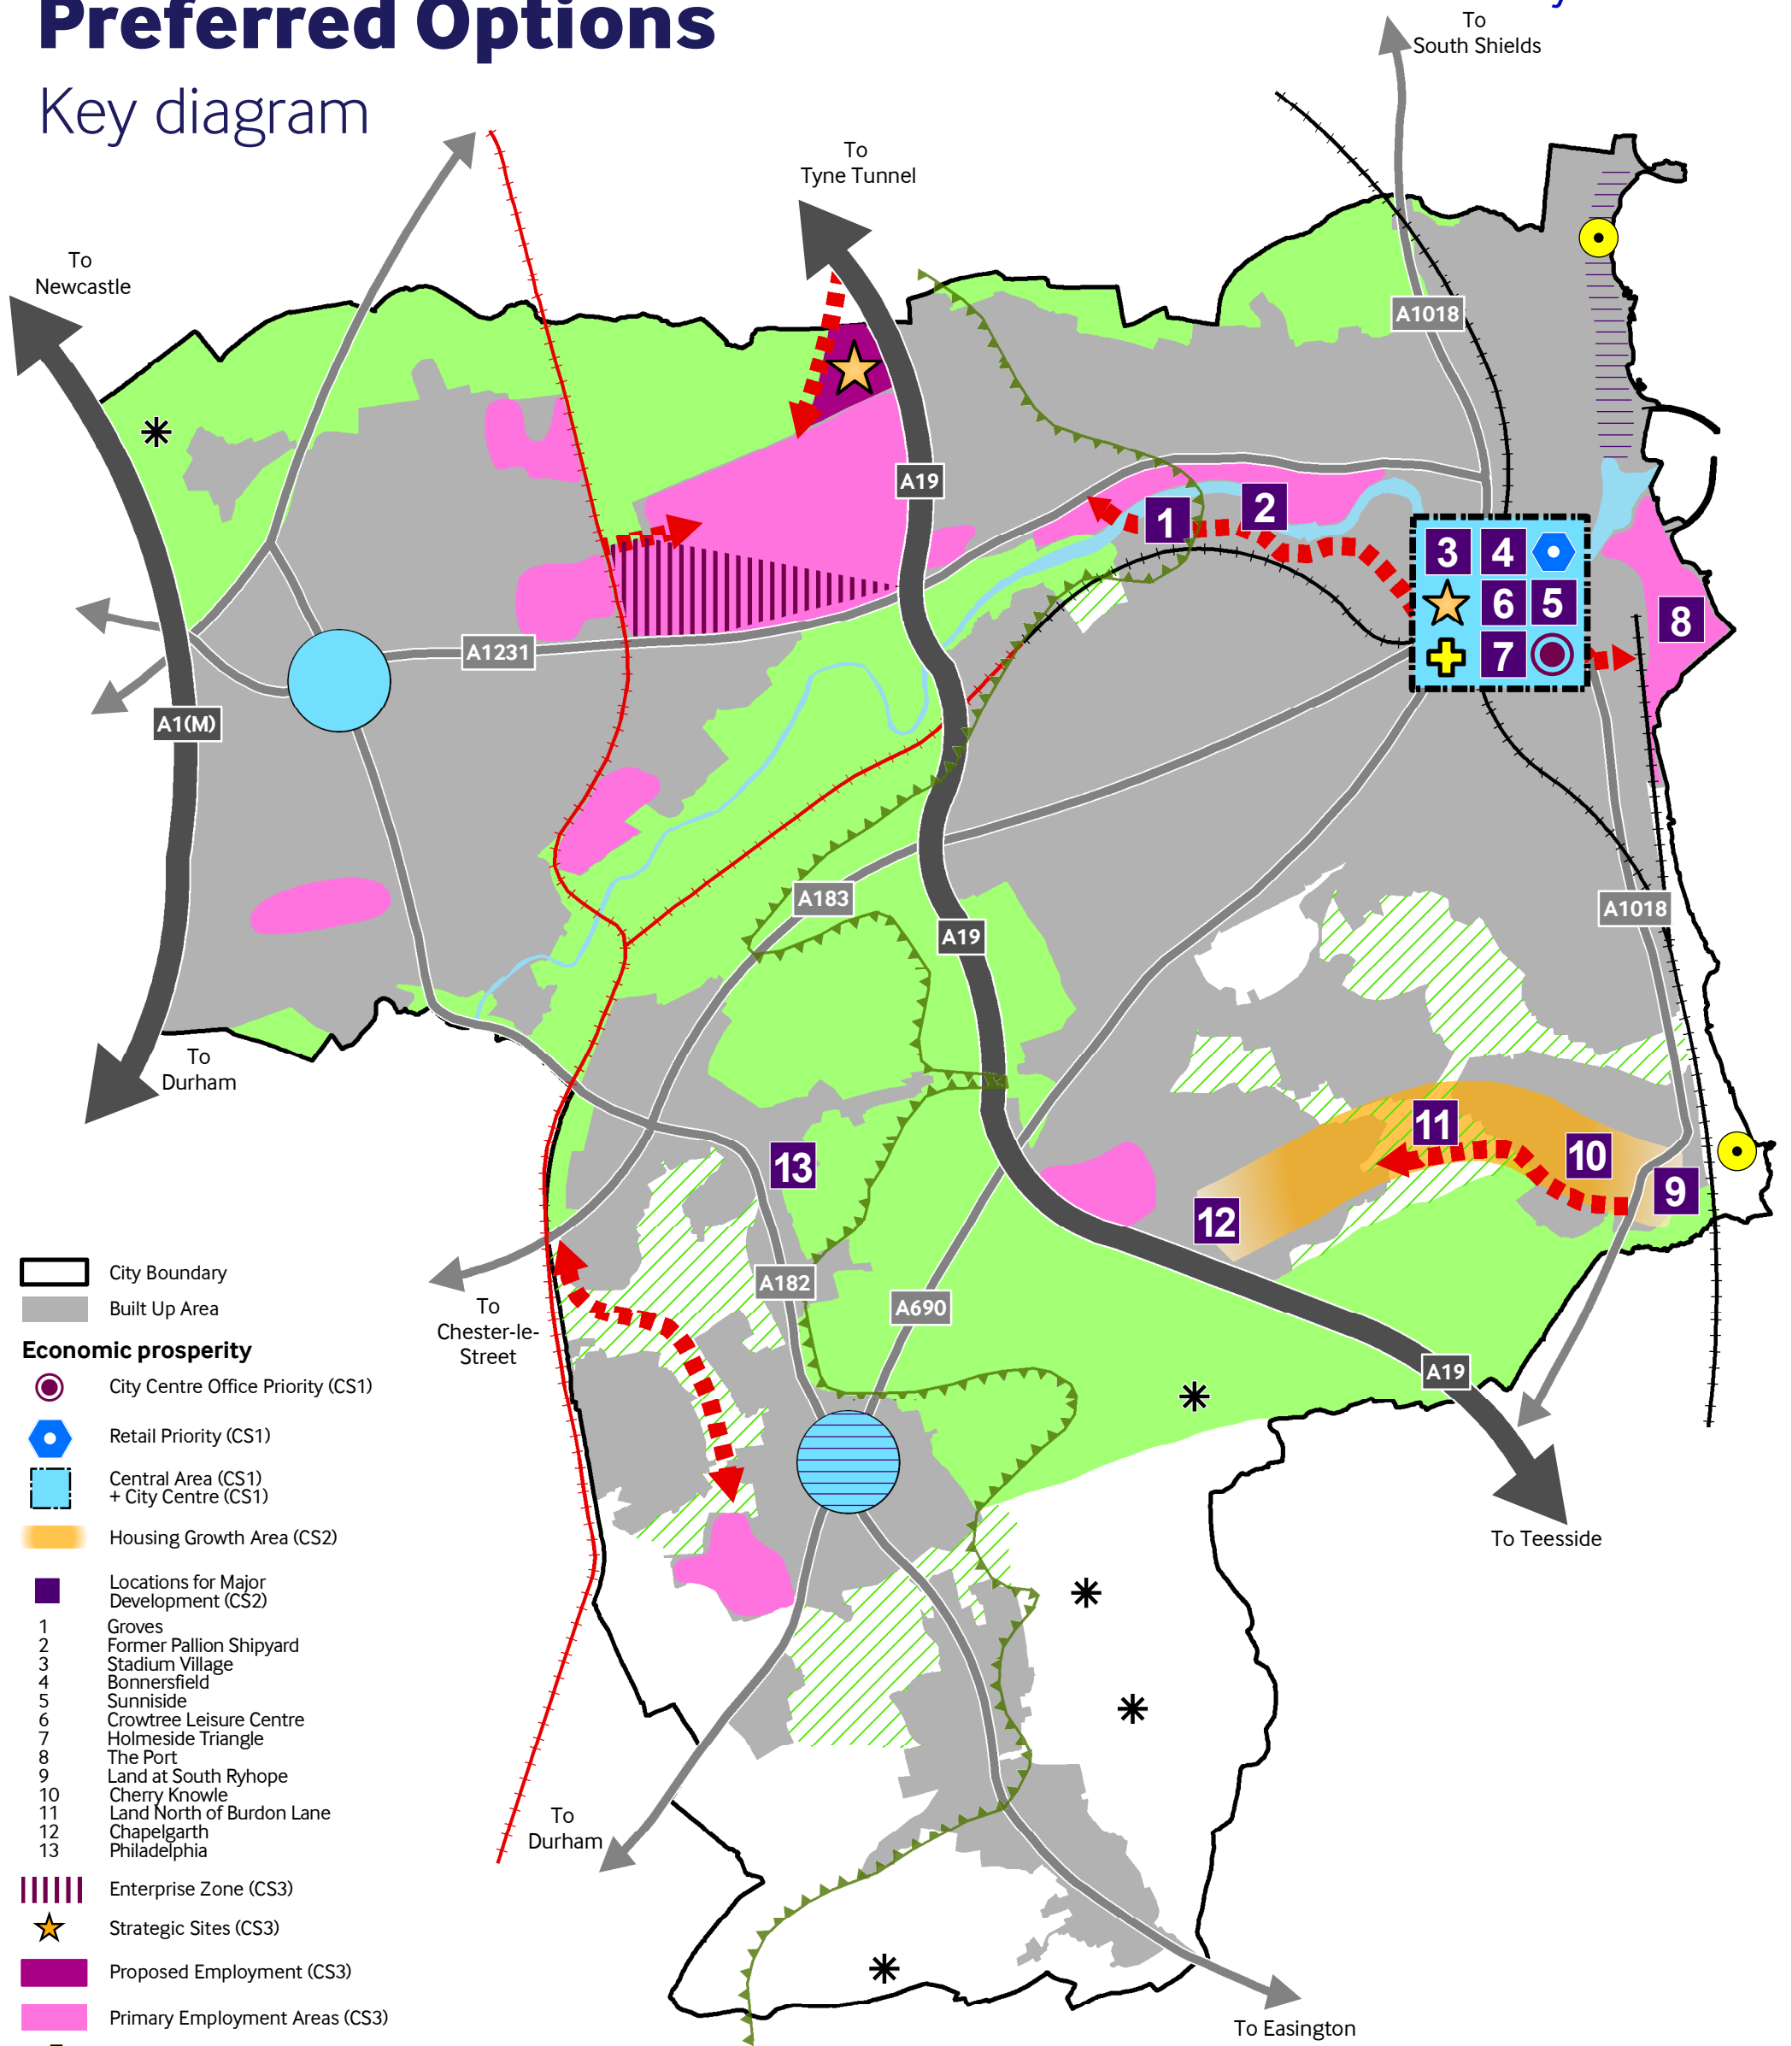 Preferred Options
Key diagram
To
South Shields
To
Tyne Tunnel
To
Newcastle
A1018
A19
1
2
3
4
6
5
7
8
A1231
A1(M)
A183
A19
A1018
To
Durham
11
10
9
12
13
A182
A690
To
Chester-le-
Street
A19
To Teesside
To
Durham
To Easington
City Boundary
Built Up Area
Economic prosperity
City Centre Office Priority (CS1)
Retail Priority (CS1)
Central Area (CS1)
+ City Centre (CS1)
Housing Growth Area (CS2)
Locations for Major
Development (CS2)
1 Groves
2 Former Pallion Shipyard
3 Stadium Village
4 Bonnersfield
5 Sunniside
6 Crowtree Leisure Centre
7 Holmeside Triangle
8 The Port
9 Land at South Ryhope
10 Cherry Knowle
11 Land North of Burdon Lane
12 Chapelgarth
13 Philadelphia
Enterprise Zone (CS3)
Strategic Sites (CS3)
Proposed Employment (CS3)
Primary Employment Areas (CS3)